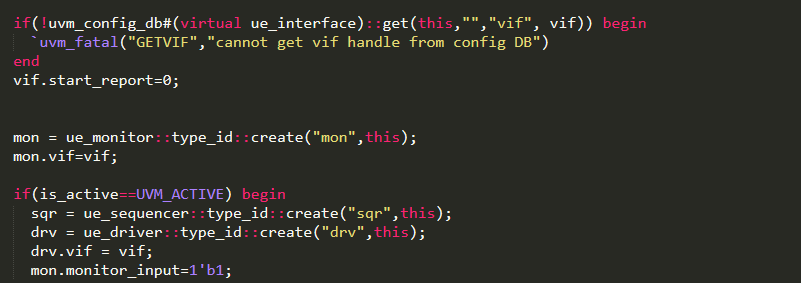 if(!uvm_config_db#(virtual ue_interface)::get(this,"","vif", vif)) begin
`uvm_fatal("GETVIF","cannot get vif handle from config DB")
end
vif.start_report=0;
mon = ue_monitor::type_id::create("mon",this);
mon.vif=vif;
if(is_active==UVM_ACTIVE) begin
sqr = ue_sequencer::type_id::create("sqr",this);
drv = ue_driver::type_id::create("drv",this);
drv.vif = vif;
mon.monitor_input=1'b1;